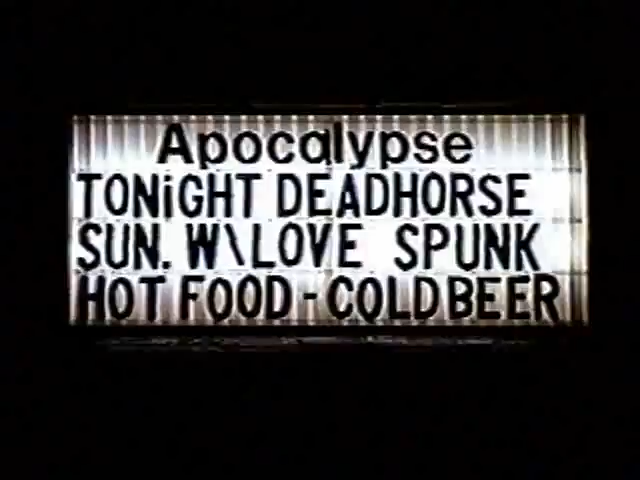 Apocalypse
TONiGHT DEADHORSE
SUN. W\LOVE SPUNK
HOT FOOD - COLD BEER